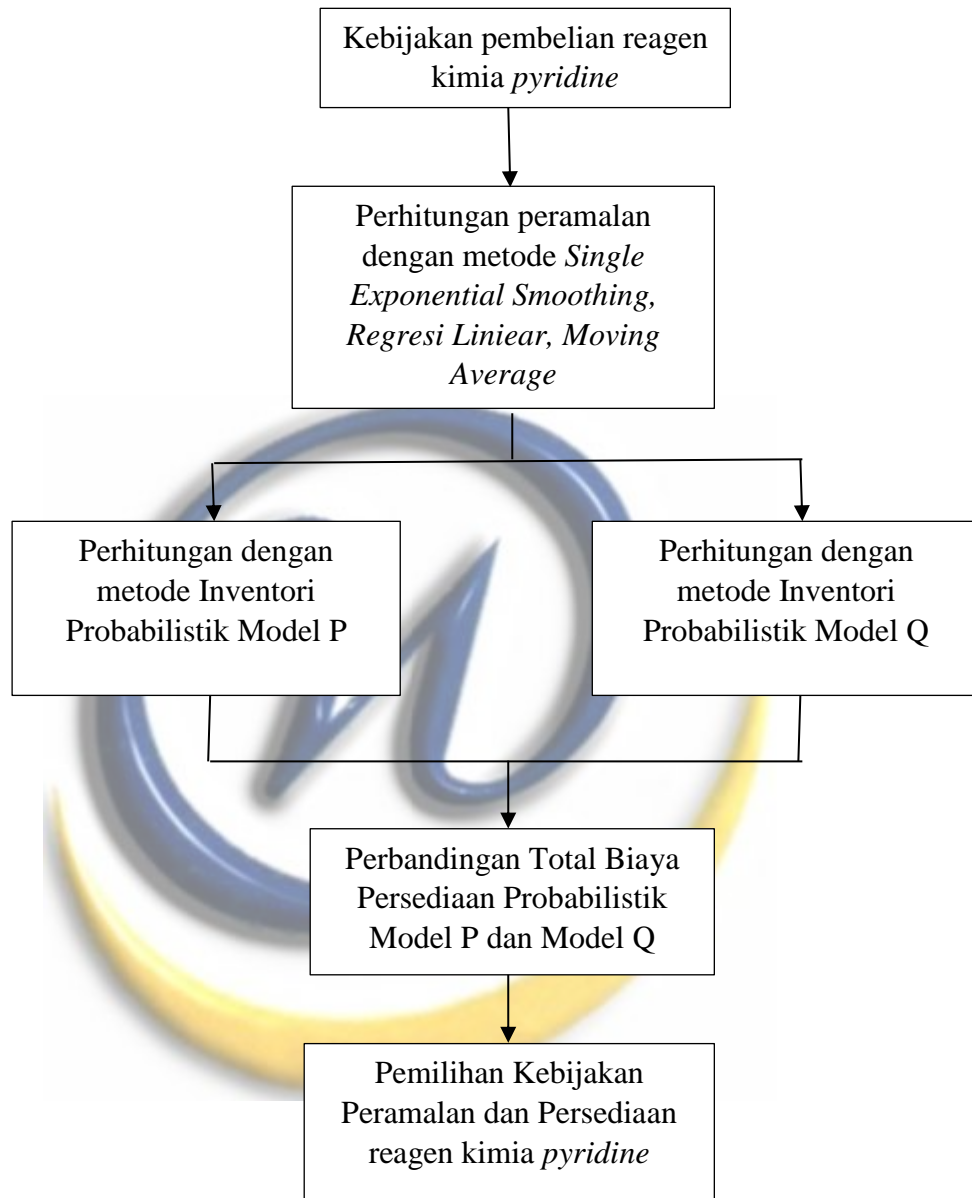 Kebijakan pembelian reagen
kimia pyridine
Perhitungan peramalan
dengan metode Single
Exponential Smoothing,
Regresi Liniear, Moving
Average
Perhitungan dengan
metode Inventori
Probabilistik Model P
Perhitungan dengan
metode Inventori
Probabilistik Model Q
Perbandingan Total Biaya
Persediaan Probabilistik
Model P dan Model Q
Pemilihan Kebijakan
Peramalan dan Persediaan
reagen kimia pyridine